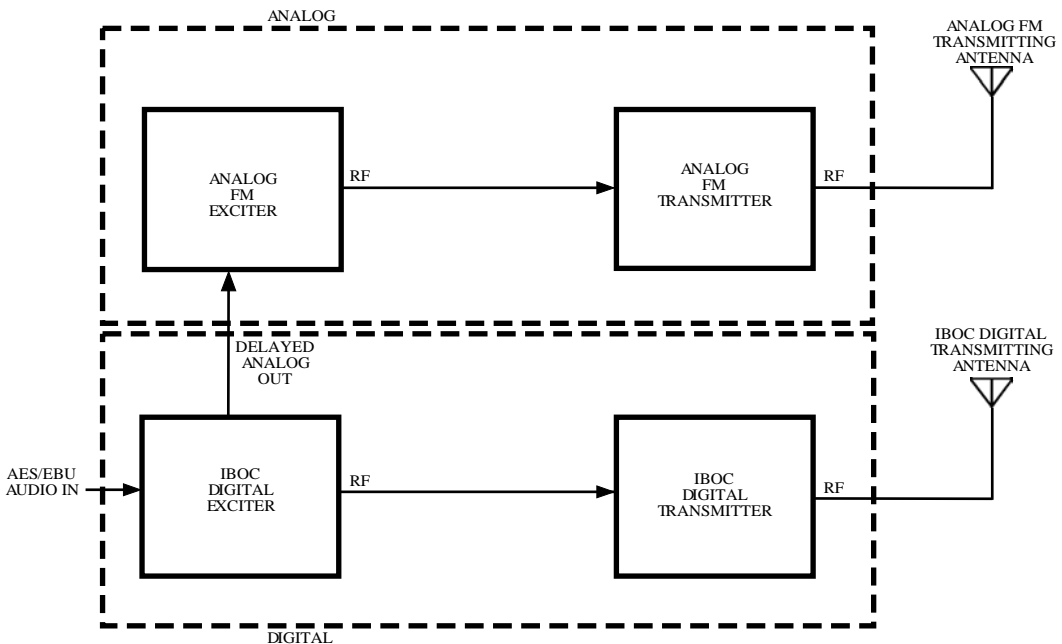 ANALOG
ANALOG FM
TRANSMITTING
ANTENNA
ANALOG
FM
EXCITER
RF
ANALOG
FM
TRANSMITTER
RF
DELAYED
ANALOG
OUT
IBOC DIGITAL
TRANSMITTING
ANTENNA
AES/EBU
AUDIO IN
IBOC
DIGITAL
EXCITER
RF
IBOC
DIGITAL
TRANSMITTER
RF
DIGITAL